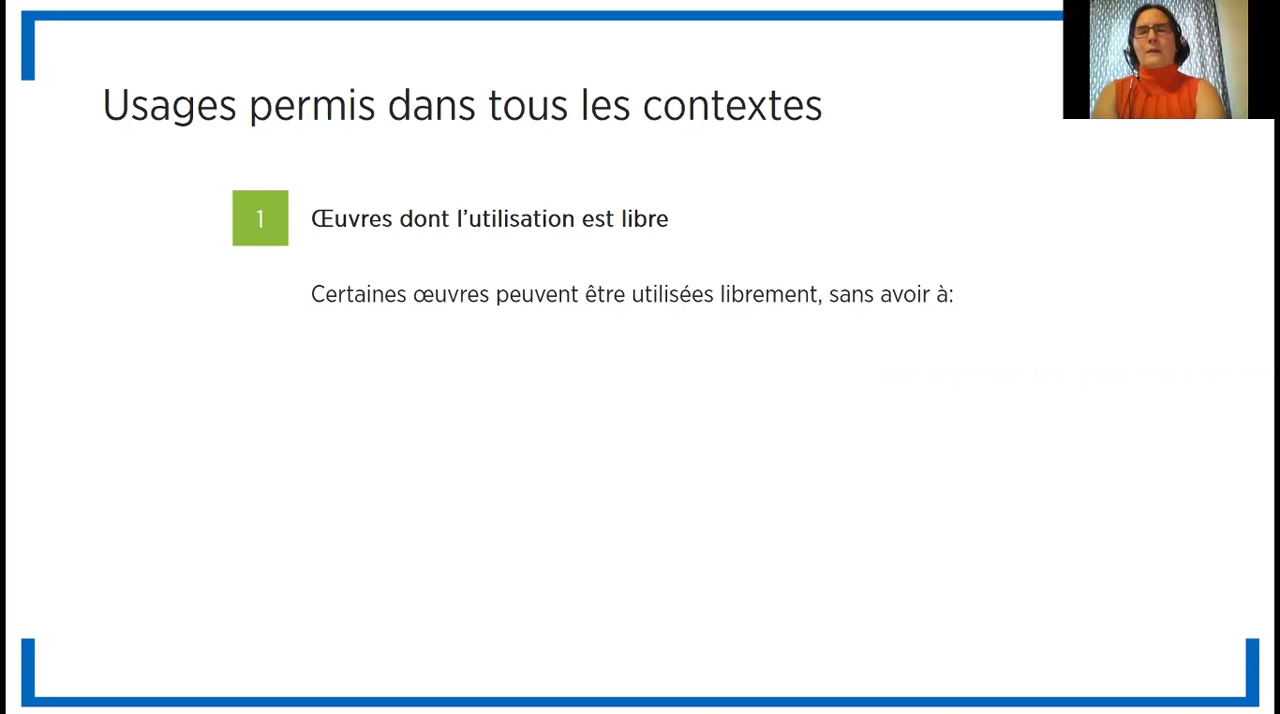 Usages permis dans tous les contextes
1
Œuvres dont l’utilisation est libre
Certaines œuvres peuvent être utilisées librement, sans avoir à: